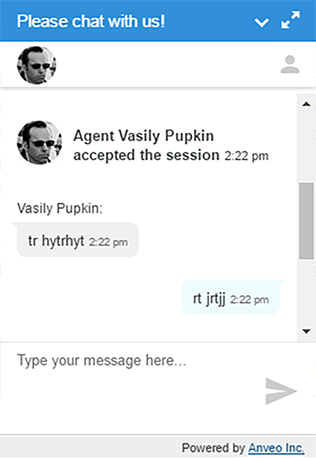 Please chat with us!
Agent Vasily Pupkin
accepted the session 2:22 pm
Vasily Pupkin:
tr hytrhyt 2:22 pm
rt jrtjj 2:22 pm
Type your message here...
Powered by Anveo Inc.